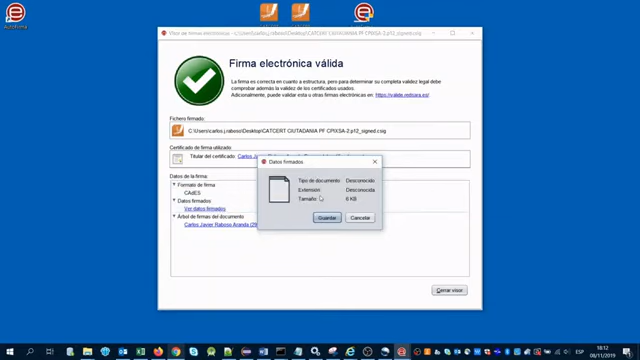 Autofirma
Visor de firmas electrónicas - C:\Users\carlos.j.raboso\Desktop\CATCERT CIUTADANIA PF CPIXSA-2.p12_signed.csig
Firma electrónica válida
La firma es correcta en cuanto a estructura, pero para determinar su completa validez legal debe
comprobar además la validez de los certificados usados.
Adicionalmente, puede validar esta u otras firmas electrónicas en: https://valide.redsara.es/
Fichero firmado:
C:\Users\carlos.j.raboso\Desktop\CATCERT CIUTADANIA PF CPIXSA-2.p12_signed.csig
Certificado de firma utilizado:
Titular del certificado:
Datos firmados
Tipo de documento
Desconocido
Extensión
Desconocida
Tamaño
6 KB
Guardar
Cancelar
Datos de la firma:
Formato de firma
CAdES
Datos firmados
Ver datos firmados
Árbol de firmas del documento
Carlos Javier Raboso Aranda
Cerrar visor
ESP
18:12
08/11/2019